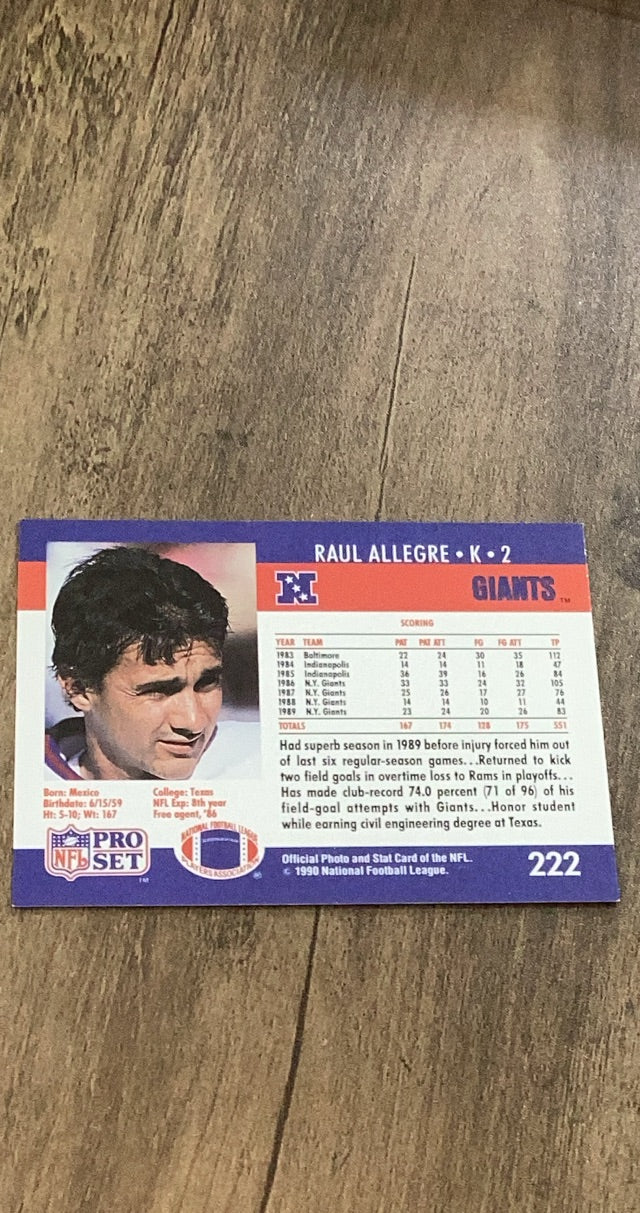 RAUL ALLEGRE • K • 2
N
GIANTS™
SCORING
YEAR TEAM PAT PAT ATT FG FG ATT TP
1983 Baltimore 22 24 30 35 112
1984 Indianapolis 14 14 11 18 47
1985 Indianapolis 36 39 16 26 84
1986 N.Y. Giants 33 33 24 32 105
1987 N.Y. Giants 25 26 17 27 76
1988 N.Y. Giants 14 14 10 11 44
1989 N.Y. Giants 23 24 20 26 83
TOTALS 167 174 128 175 551
Had superb season in 1989 before injury forced him out
of last six regular-season games...Returned to kick
two field goals in overtime loss to Rams in playoffs...
Has made club-record 74.0 percent (71 of 96) of his
field-goal attempts with Giants...Honor student
while earning civil engineering degree at Texas.
Born: Mexico
Birthdate: 6/15/59
Ht: 5-10; Wt: 167
College: Texas
NFL Exp: 8th year
Free agent, '86
NFL PRO
SET
TM
NATIONAL FOOTBALL LEAGUE
PLAYERS ASSOCIATION
Official Photo and Stat Card of the NFL.
© 1990 National Football League.
222